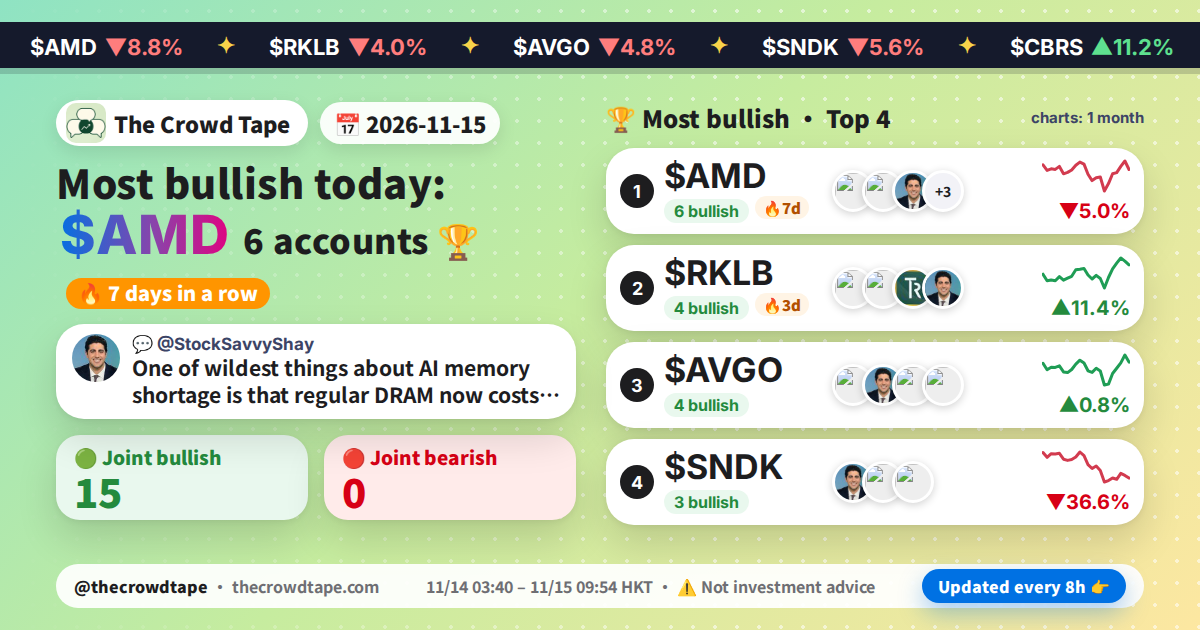 $AMD ▼8.8% ✦ $RKLB ▼4.0% ✦ $AVGO ▼4.8% ✦ $SNDK ▼5.6% ✦ $CBRS ▲11.2%
The Crowd Tape 📅 2026-11-15
Most bullish today:
$AMD 6 accounts 🏆
🔥 7 days in a row
💬 @StockSavvyShay
One of wildest things about AI memory
shortage is that regular DRAM now costs…
🟢 Joint bullish
15
🔴 Joint bearish
0
🏆 Most bullish • Top 4
charts: 1 month
1 $AMD
6 bullish 🔥7d
+3
▼5.0%
2 $RKLB
4 bullish 🔥3d
▲11.4%
3 $AVGO
4 bullish
▲0.8%
4 $SNDK
3 bullish
▼36.6%
@thecrowdtape • thecrowdtape.com 11/14 03:40 – 11/15 09:54 HKT • ⚠️ Not investment advice Updated every 8h 👉